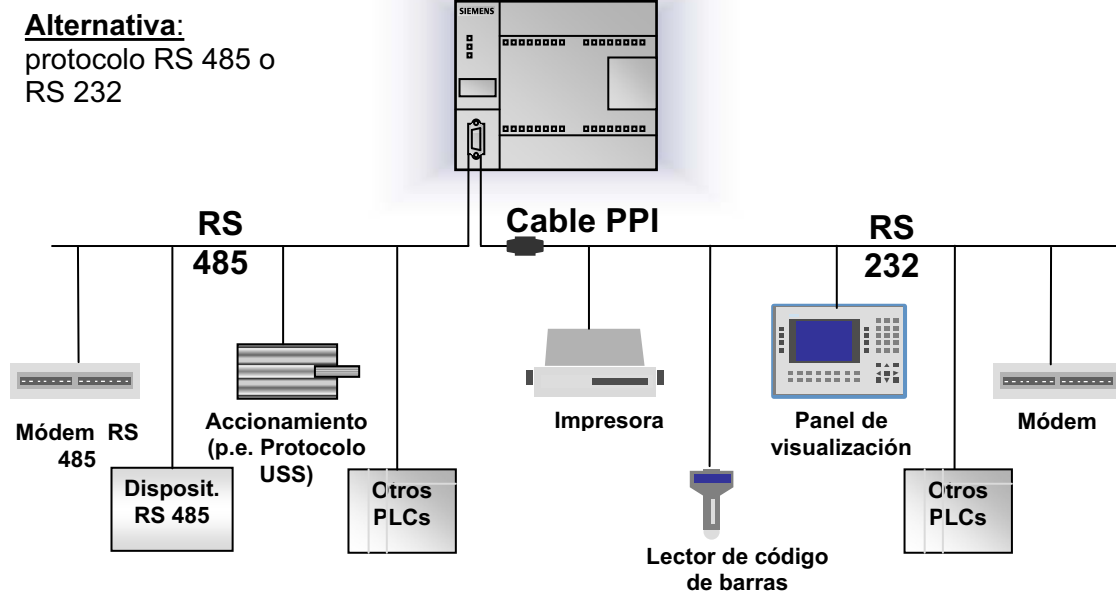 Alternativa:
protocolo RS 485 o
RS 232
SIEMENS
RS
485
Cable PPI
RS
232
Módem RS
485
Disposit.
RS 485
Accionamiento
(p.e. Protocolo
USS)
Otros
PLCs
Impresora
Lector de código
de barras
Panel de
visualización
Otros
PLCs
Módem